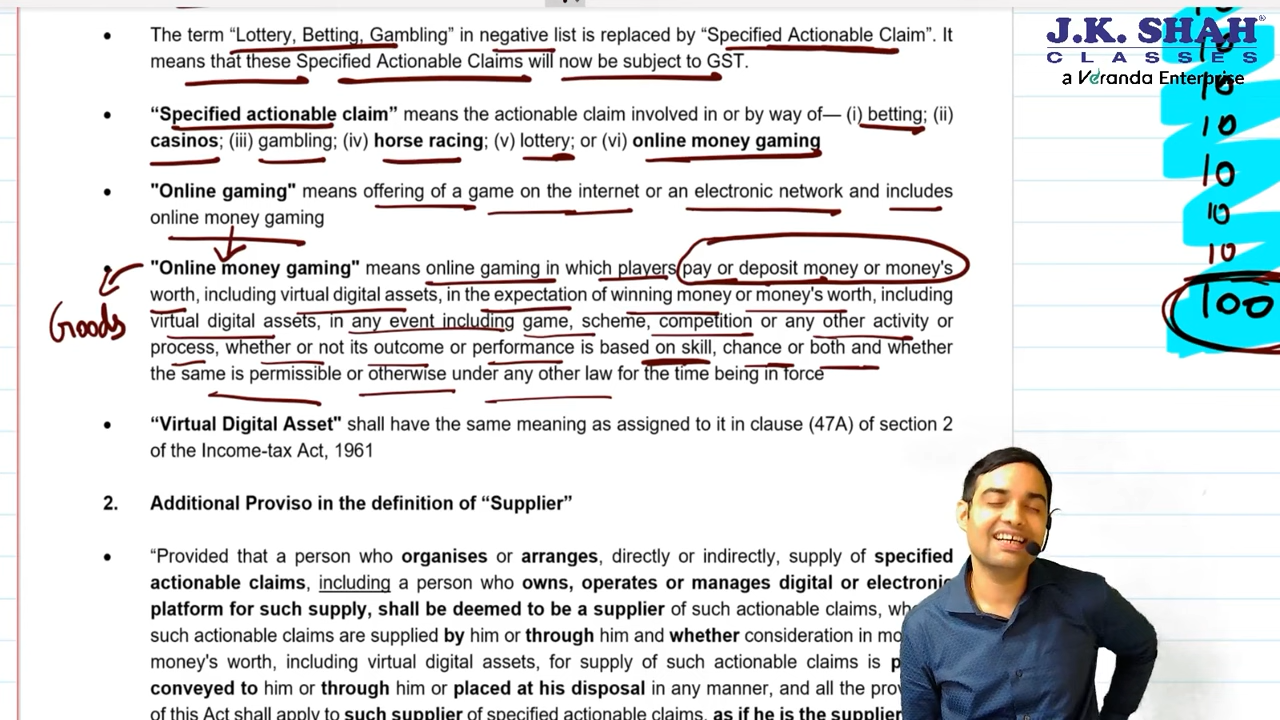 The term “Lottery, Betting, Gambling” in negative list is replaced by “Specified Actionable Claim”. It
means that these Specified Actionable Claims will now be subject to GST.
“Specified actionable claim” means the actionable claim involved in or by way of— (i) betting; (ii)
casinos; (iii) gambling; (iv) horse racing; (v) lottery; or (vi) online money gaming
"Online gaming" means offering of a game on the internet or an electronic network and includes
online money gaming
"Online money gaming" means online gaming in which players pay or deposit money or money's
worth, including virtual digital assets, in the expectation of winning money or money's worth, including
virtual digital assets, in any event including game, scheme, competition or any other activity or
process, whether or not its outcome or performance is based on skill, chance or both and whether
the same is permissible or otherwise under any other law for the time being in force
Goods
“Virtual Digital Asset" shall have the same meaning as assigned to it in clause (47A) of section 2
of the Income-tax Act, 1961
2. Additional Proviso in the definition of “Supplier”
“Provided that a person who organises or arranges, directly or indirectly, supply of specified
actionable claims, including a person who owns, operates or manages digital or electronic
platform for such supply, shall be deemed to be a supplier of such actionable claims,
such actionable claims are supplied by him or through him and whether consideration in
money's worth, including virtual digital assets, for supply of such actionable claims is
conveyed to him or through him or placed at his disposal in any manner, and all the
of this Act shall apply to such supplier of specified actionable claims, as if he is the supplier
J.K. SHAH
CLASSES
a Veranda Enterprise
10
10
10
10
10
10
100